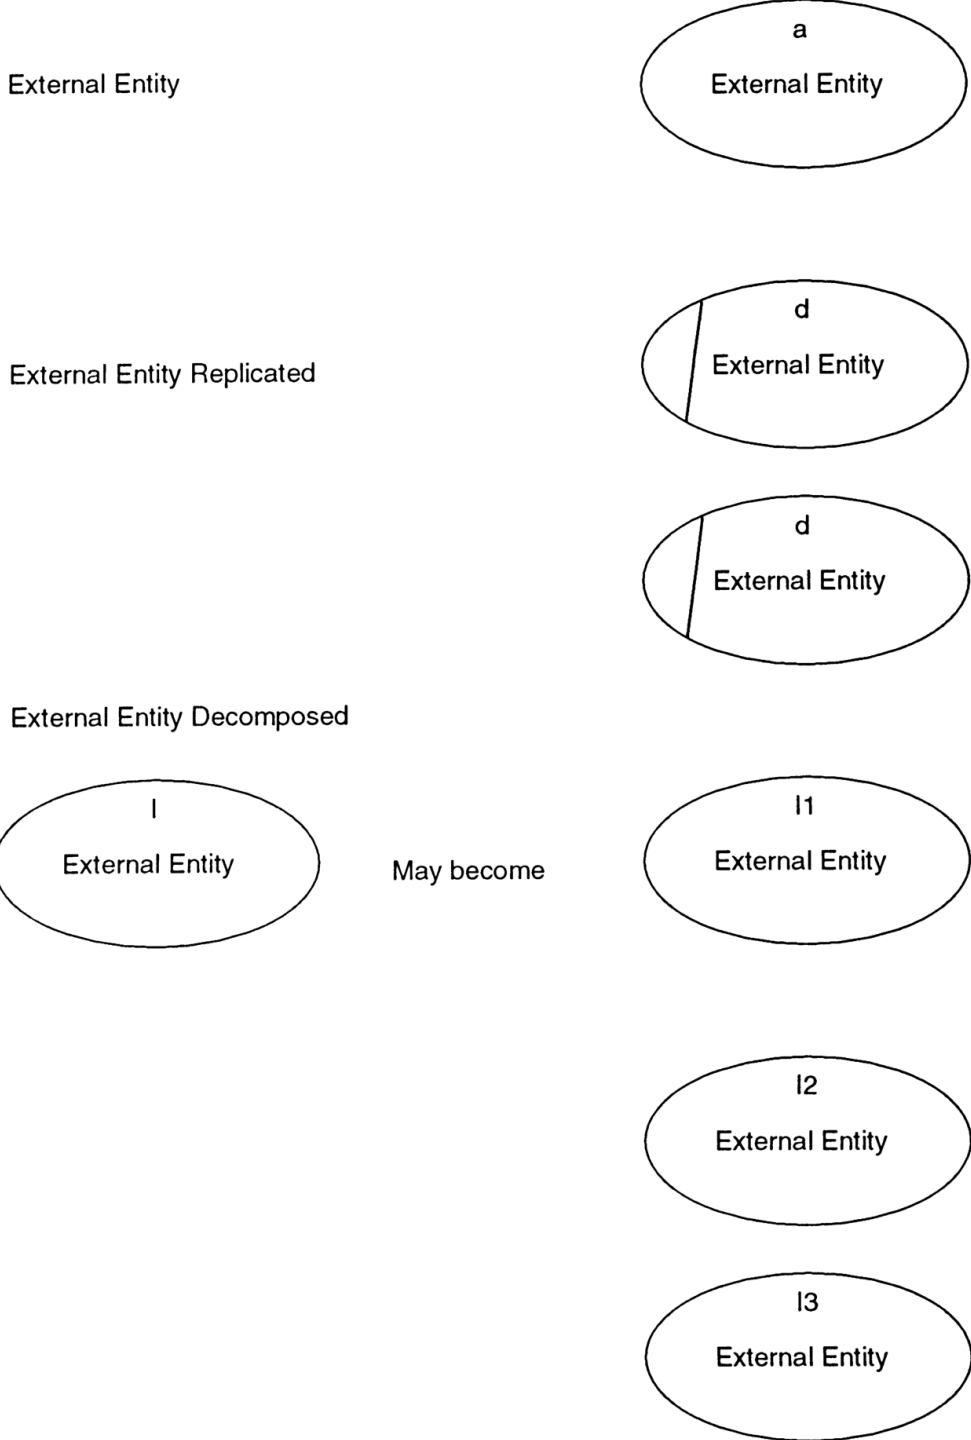 a
External Entity
External Entity
d
External Entity Replicated
External Entity
d
External Entity
External Entity Decomposed
l
External Entity
May become
l1
External Entity
l2
External Entity
l3
External Entity